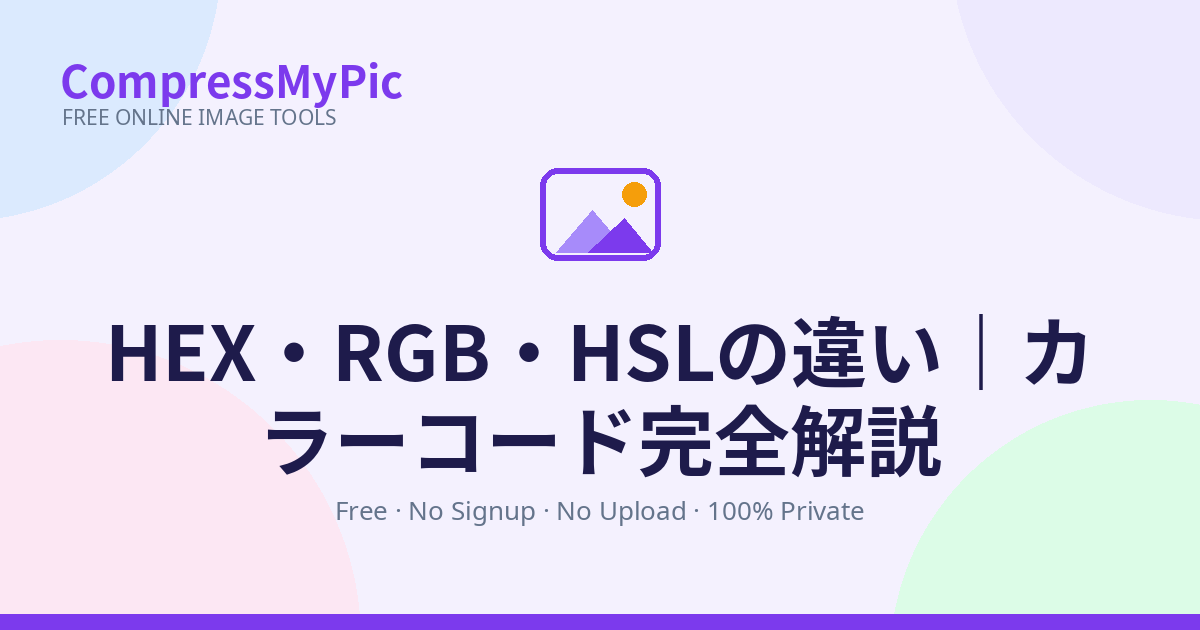 CompressMyPic
FREE ONLINE IMAGE TOOLS
HEX・RGB・HSLの違い｜カ
ラーコード完全解説
Free · No Signup · No Upload · 100% Private